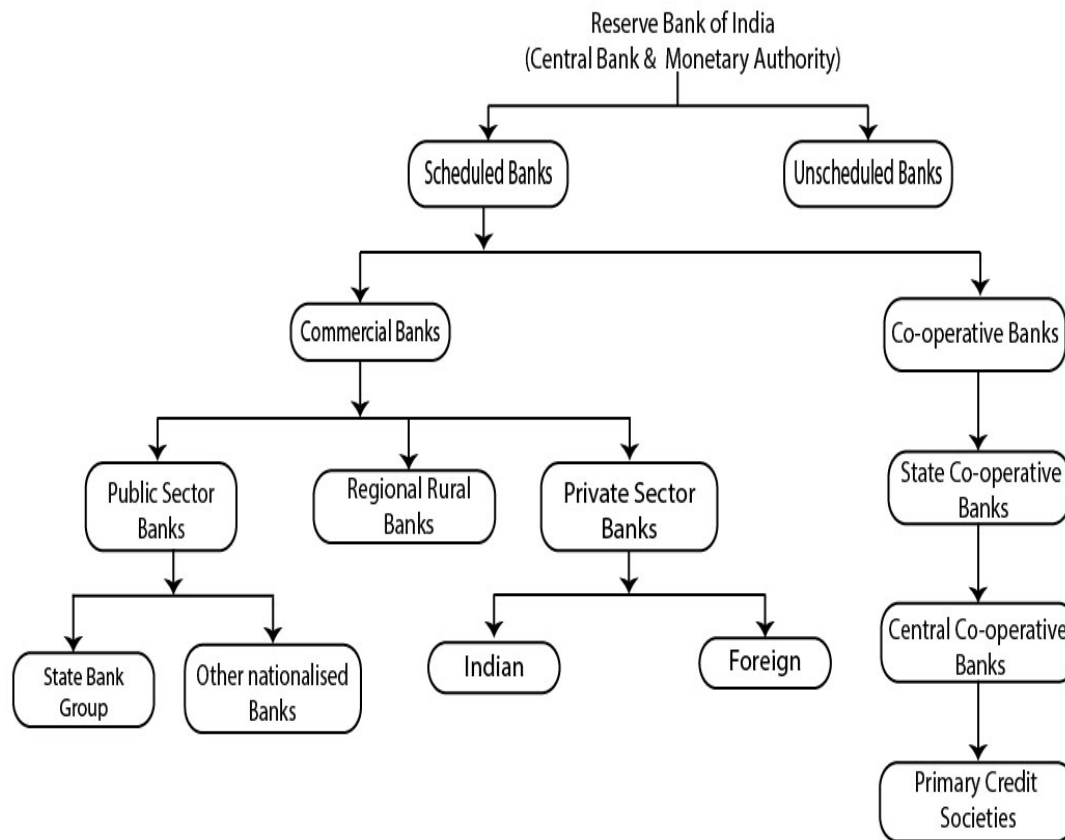 Reserve Bank of India
(Central Bank & Monetary Authority)
Scheduled Banks
Unscheduled Banks
Commercial Banks
Co-operative Banks
Public Sector
Banks
Regional Rural
Banks
Private Sector
Banks
State Co-operative
Banks
State Bank
Group
Other nationalised
Banks
Indian
Foreign
Central Co-operative
Banks
Primary Credit
Societies